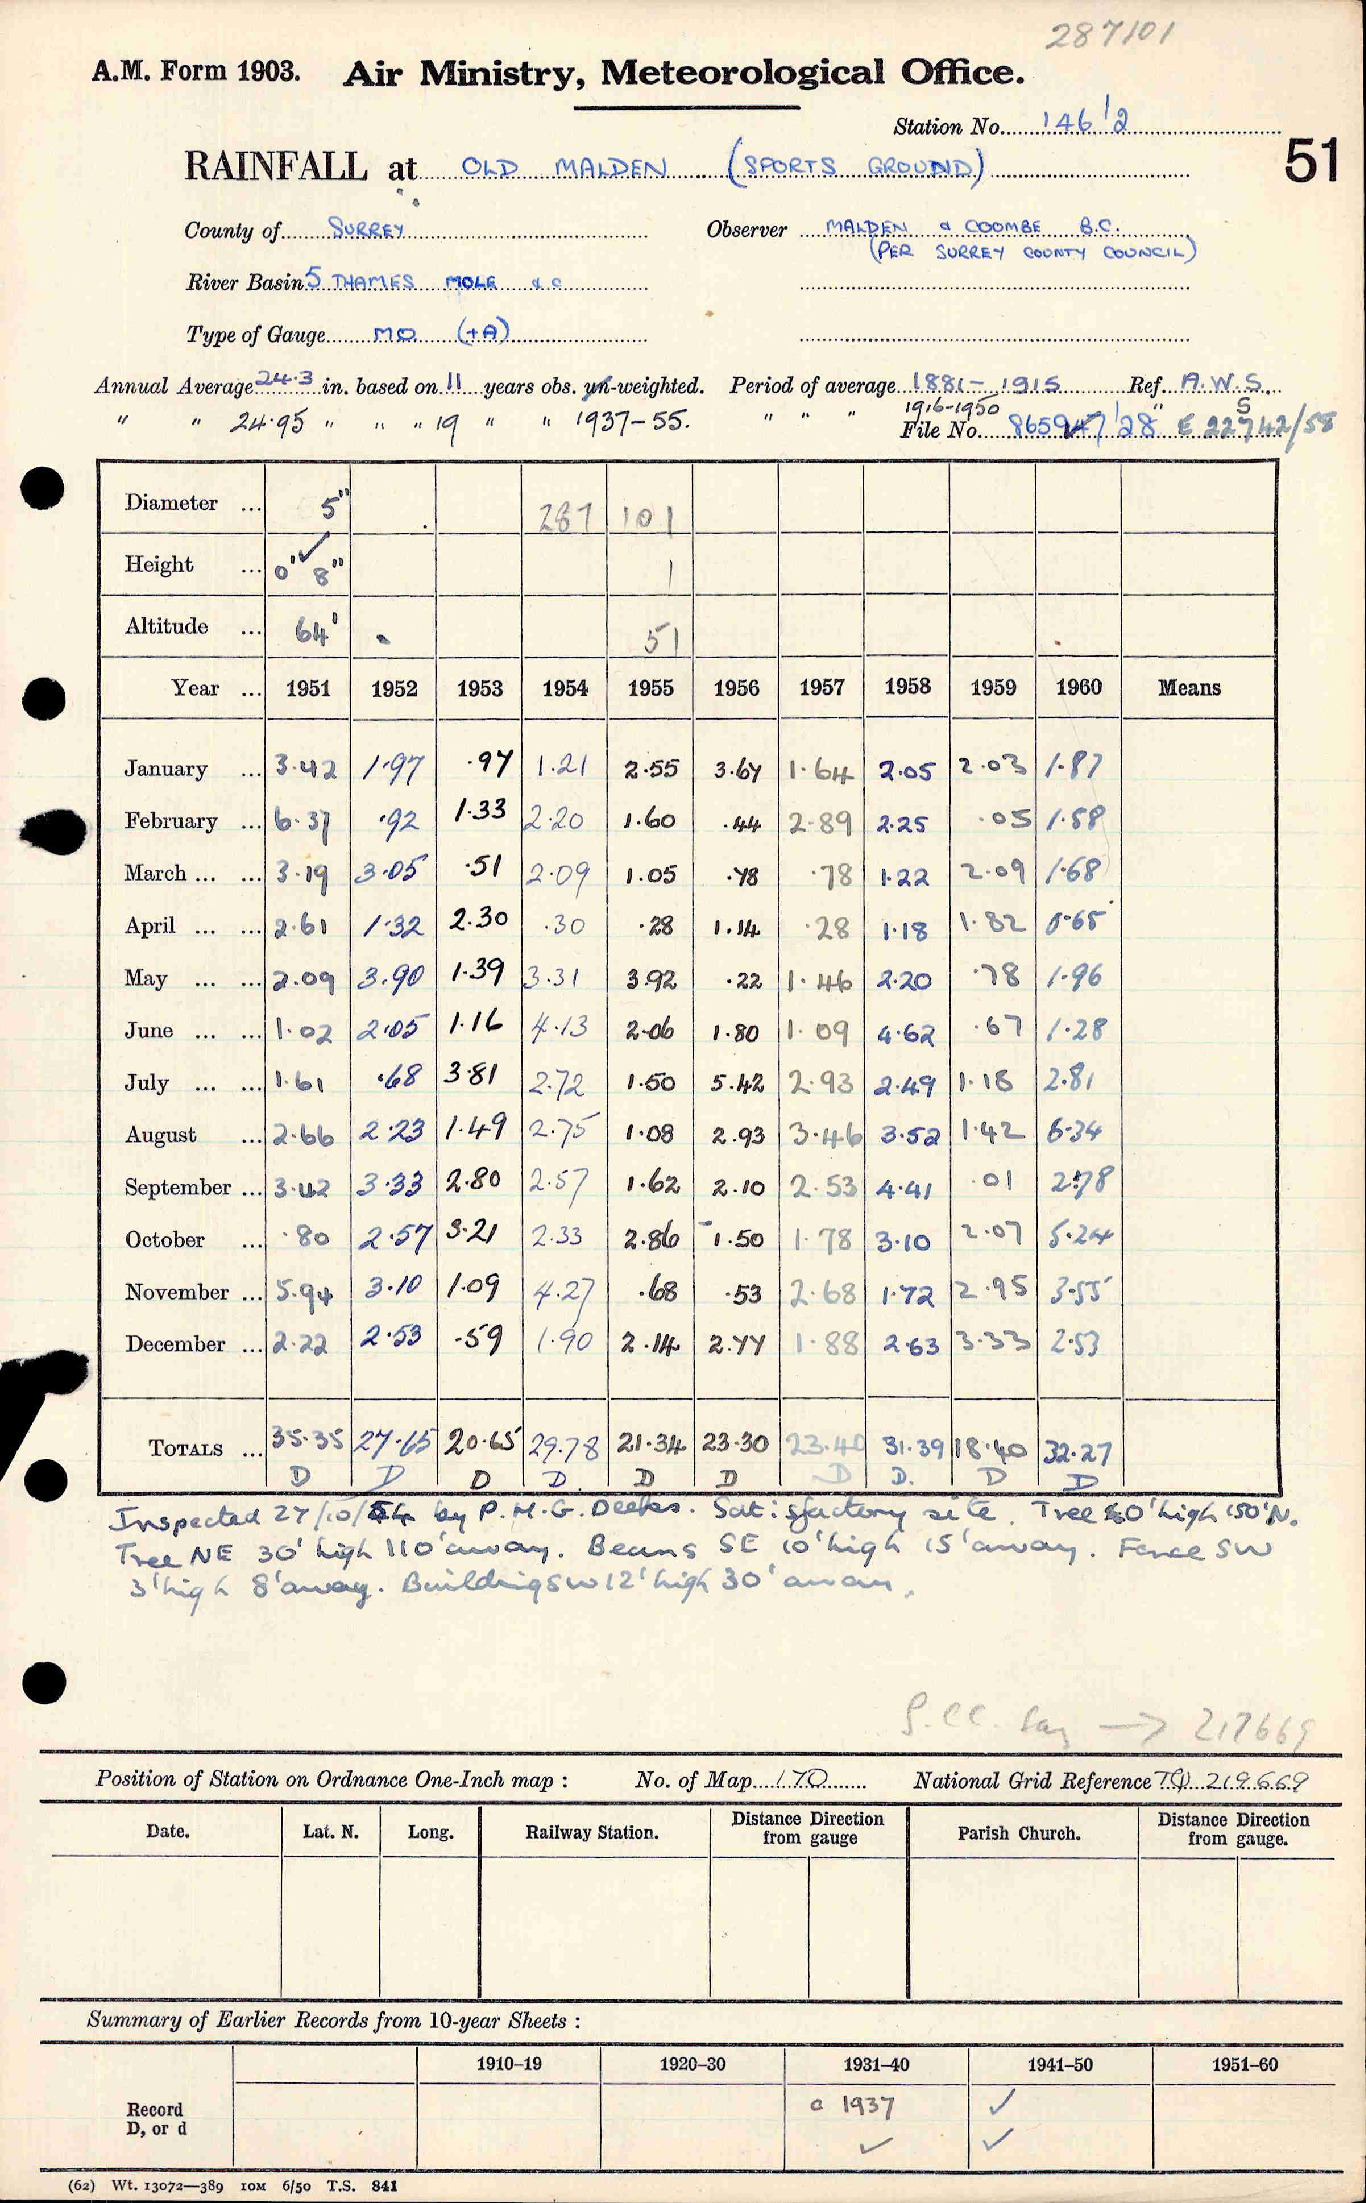 287101
A.M. Form 1903. Air Ministry, Meteorological Office.
Station No. 146 1/2
51
RAINFALL at OLD MALDEN (SPORTS GROUND)
County of SURREY Observer MALDEN & COOMBE B.C.
(PER SURREY COUNTY COUNCIL)
River Basin 5 THAMES MOLE &C
Type of Gauge MO (+A)
Annual Average 24.3 in. based on 11 years obs. un-weighted. Period of average 1881-1915 Ref. A.W.S.
" " 24.95 " " " 19 " " 1937-55. " " " 1916-1950
File No. /28 E 22742/58
Diameter ... 5" 287 101
Height ... 0' 8" 1
Altitude ... 64' 51
Year ... 1951 1952 1953 1954 1955 1956 1957 1958 1959 1960 Means
January ... 3.42 1.97 .97 1.21 2.55 3.67 1.64 2.05 2.03 1.87
February ... 6.37 .92 1.33 2.20 1.60 .44 2.89 2.25 .05 1.58
March ... ... 3.19 3.05 .51 2.09 1.05 .78 .78 1.22 2.09 1.68
April ... ... 2.61 1.32 2.30 .30 .28 1.14 .28 1.18 1.82 0.65
May ... ... 2.09 3.90 1.39 3.31 3.92 .22 1.46 2.20 .78 1.96
June ... ... 1.02 2.05 1.16 4.13 2.06 1.80 1.09 4.62 .67 1.28
July ... ... 1.61 .68 3.81 2.72 1.50 5.42 2.93 2.49 1.18 2.81
August ... 2.66 2.23 1.49 2.75 1.08 2.93 3.46 3.52 1.42 6.34
September ... 3.42 3.33 2.80 2.57 1.62 2.10 2.53 4.41 .01 2.78
October ... .80 2.57 3.21 2.33 2.86 1.50 1.78 3.10 2.07 5.24
November ... 5.94 3.10 1.09 4.27 .68 .53 2.68 1.72 2.95 3.55
December ... 2.22 2.53 .59 1.90 2.14 2.77 1.88 2.63 3.33 2.53
TOTALS ... 35.35 27.65 20.65 29.78 21.34 23.30 23.40 31.39 18.40 32.27
D D D D. D D D D. D D
Inspected 27/10/54 by P.M.G. Deeks. Satisfactory site. Tree 40' high 150' N.
Tree NE 30' high 110' away. Beans SE 10' high 15' away. Fence SW
3' high 8' away. Building SW 12' high 30' away.
S.CC. say → 217669
Position of Station on Ordnance One-Inch map : No. of Map 170 National Grid Reference TQ 219669
Date. Lat. N. Long. Railway Station. Distance Direction from gauge Parish Church. Distance Direction from gauge.
Summary of Earlier Records from 10-year Sheets :
1910-19 1920-30 1931-40 1941-50 1951-60
Record D, or d a 1937 ✓
✓ ✓
(62) Wt. 13072—389 10M 6/50 T.S. 841